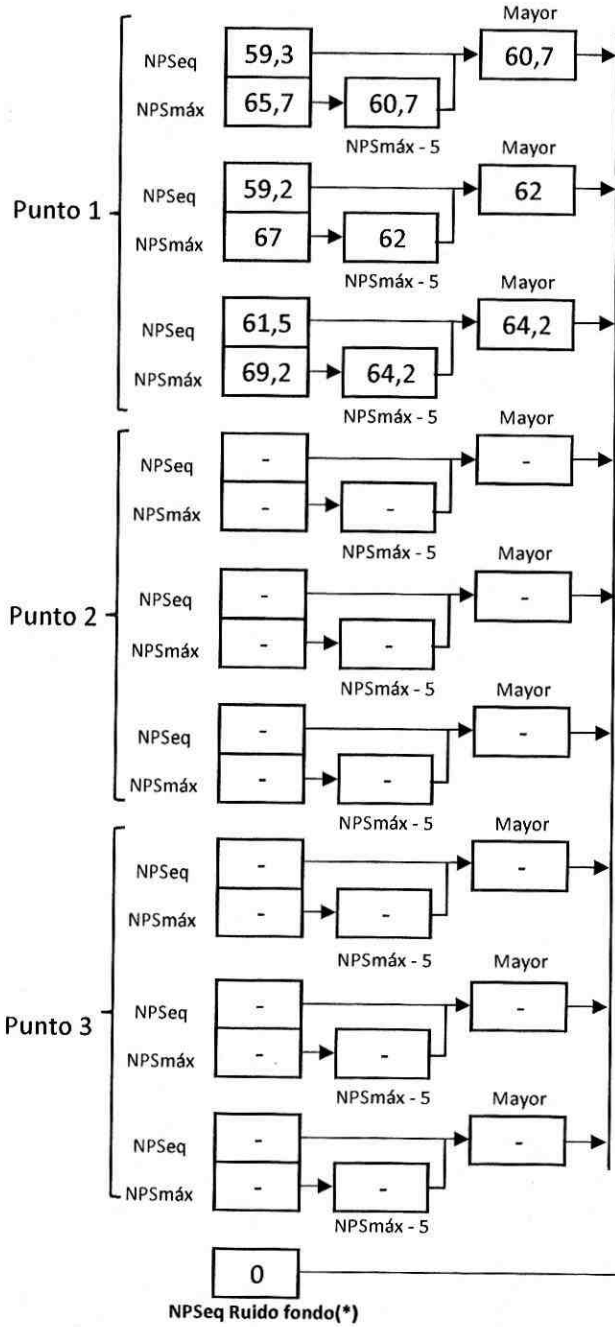 Mayor
NPSeq 59,3 60,7
NPSmáx 65,7 60,7
NPSmáx - 5
Mayor
Punto 1
NPSeq 59,2 62
NPSmáx 67 62
NPSmáx - 5
Mayor
NPSeq 61,5 64,2
NPSmáx 69,2 64,2
NPSmáx - 5
Mayor
NPSeq - -
NPSmáx - -
NPSmáx - 5
Mayor
Punto 2
NPSeq - -
NPSmáx - -
NPSmáx - 5
Mayor
NPSeq - -
NPSmáx - -
NPSmáx - 5
Mayor
NPSeq - -
NPSmáx - -
NPSmáx - 5
Mayor
Punto 3
NPSeq - -
NPSmáx - -
NPSmáx - 5
Mayor
NPSeq - -
NPSmáx - -
NPSmáx - 5
0
NPSeq Ruido fondo(*)